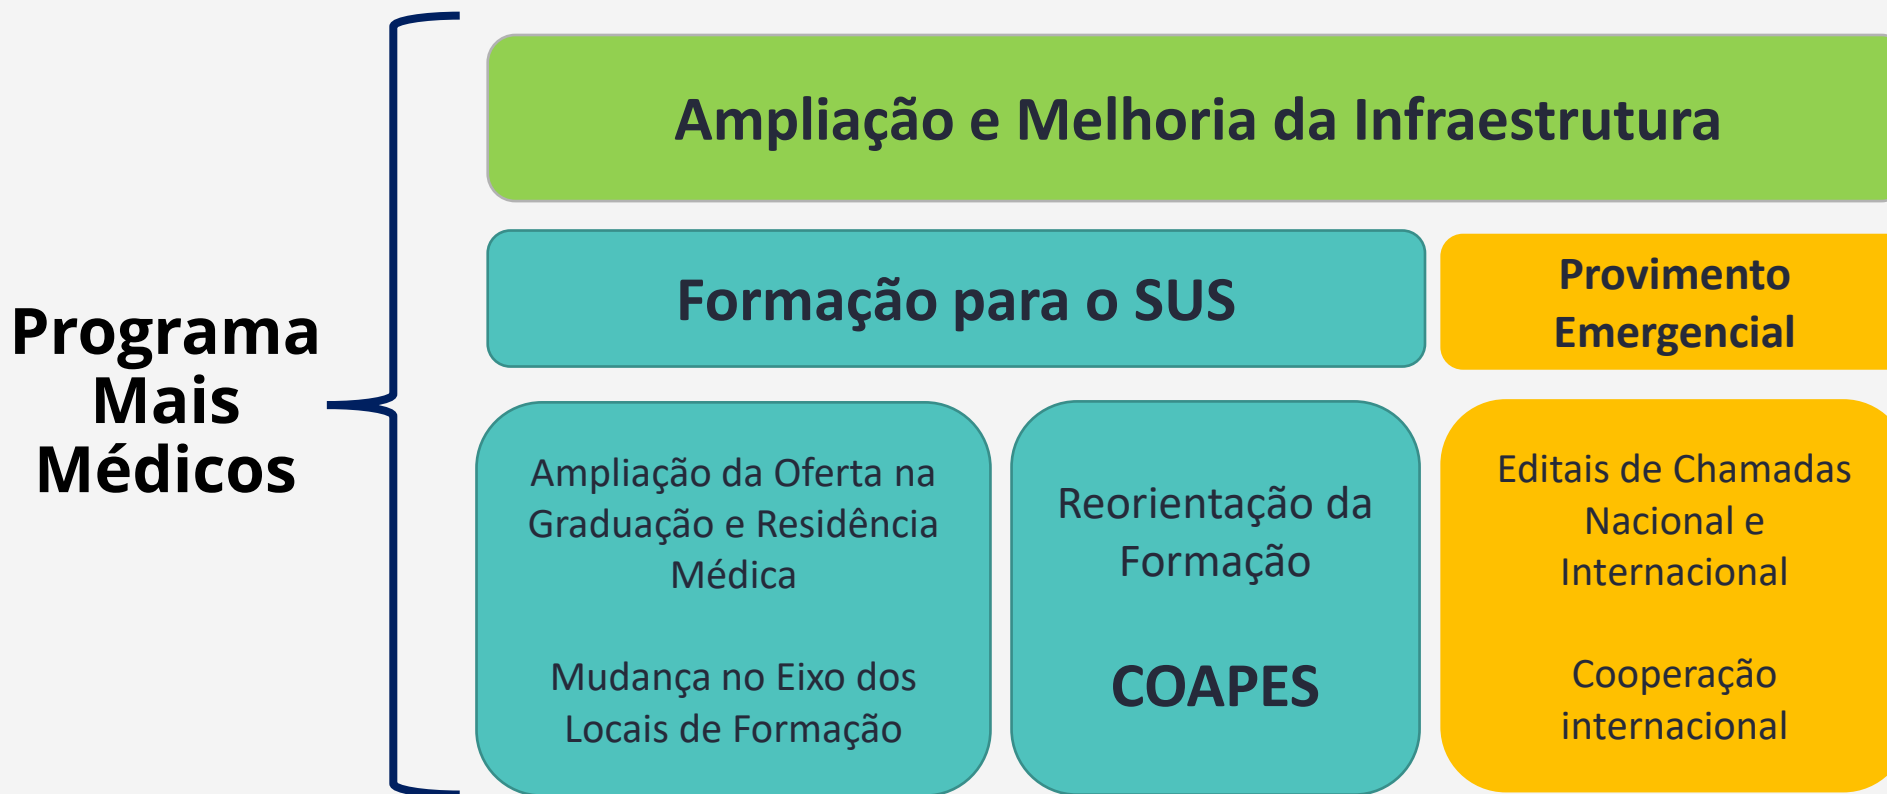 Programa
Mais
Médicos
Ampliação e Melhoria da Infraestrutura
Formação para o SUS
Provimento
Emergencial
Ampliação da Oferta na
Graduação e Residência
Médica
Mudança no Eixo dos
Locais de Formação
Reorientação da
Formação
COAPES
Editais de Chamadas
Nacional e
Internacional
Cooperação
internacional